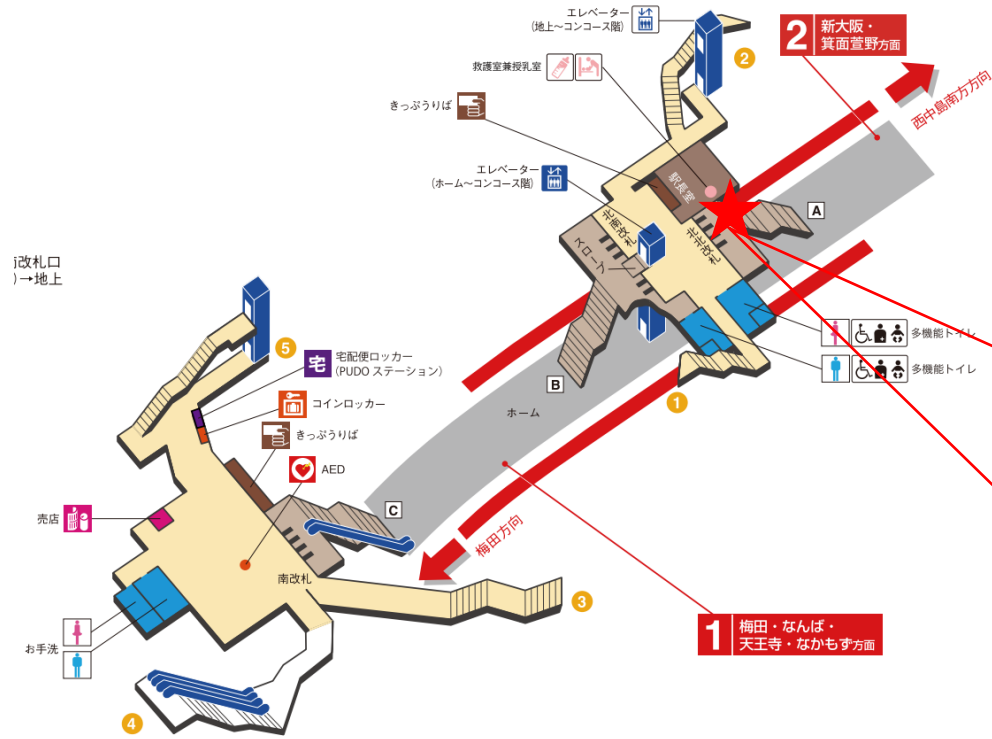 エレベーター
(地上〜コンコース階)
2
2 新大阪・
箕面萱野方面
救護室兼授乳室
西中島南方方向
きっぷうりば
エレベーター
(ホーム〜コンコース階)
駅長室
A
北南改札
北北改札
スロープ
改札口
)→地上
5
宅 宅配便ロッカー
(PUDOステーション)
コインロッカー
きっぷうりば
AED
多機能トイレ
多機能トイレ
B
1
ホーム
C
売店
梅田方向
南改札
3
1 梅田・なんば・
天王寺・なかもず方面
お手洗
4